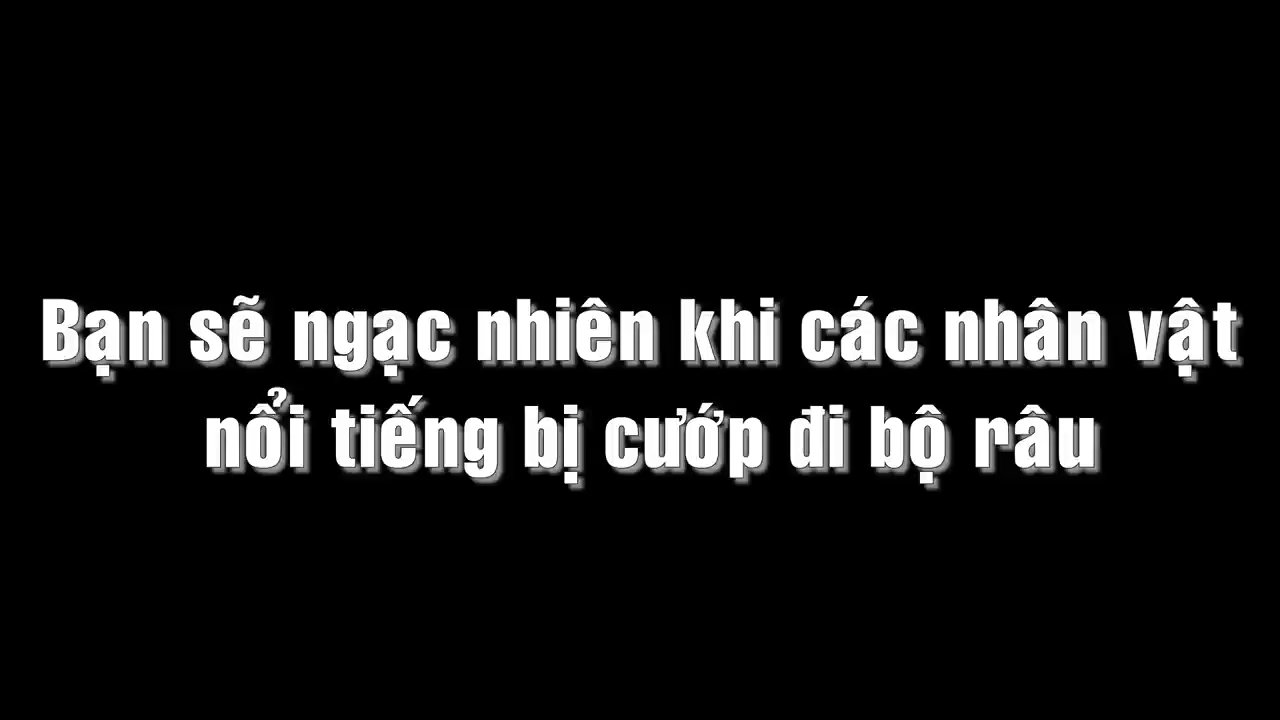 Bạn sẽ ngạc nhiên khi các nhân vật
nổi tiếng bị cướp đi bộ râu